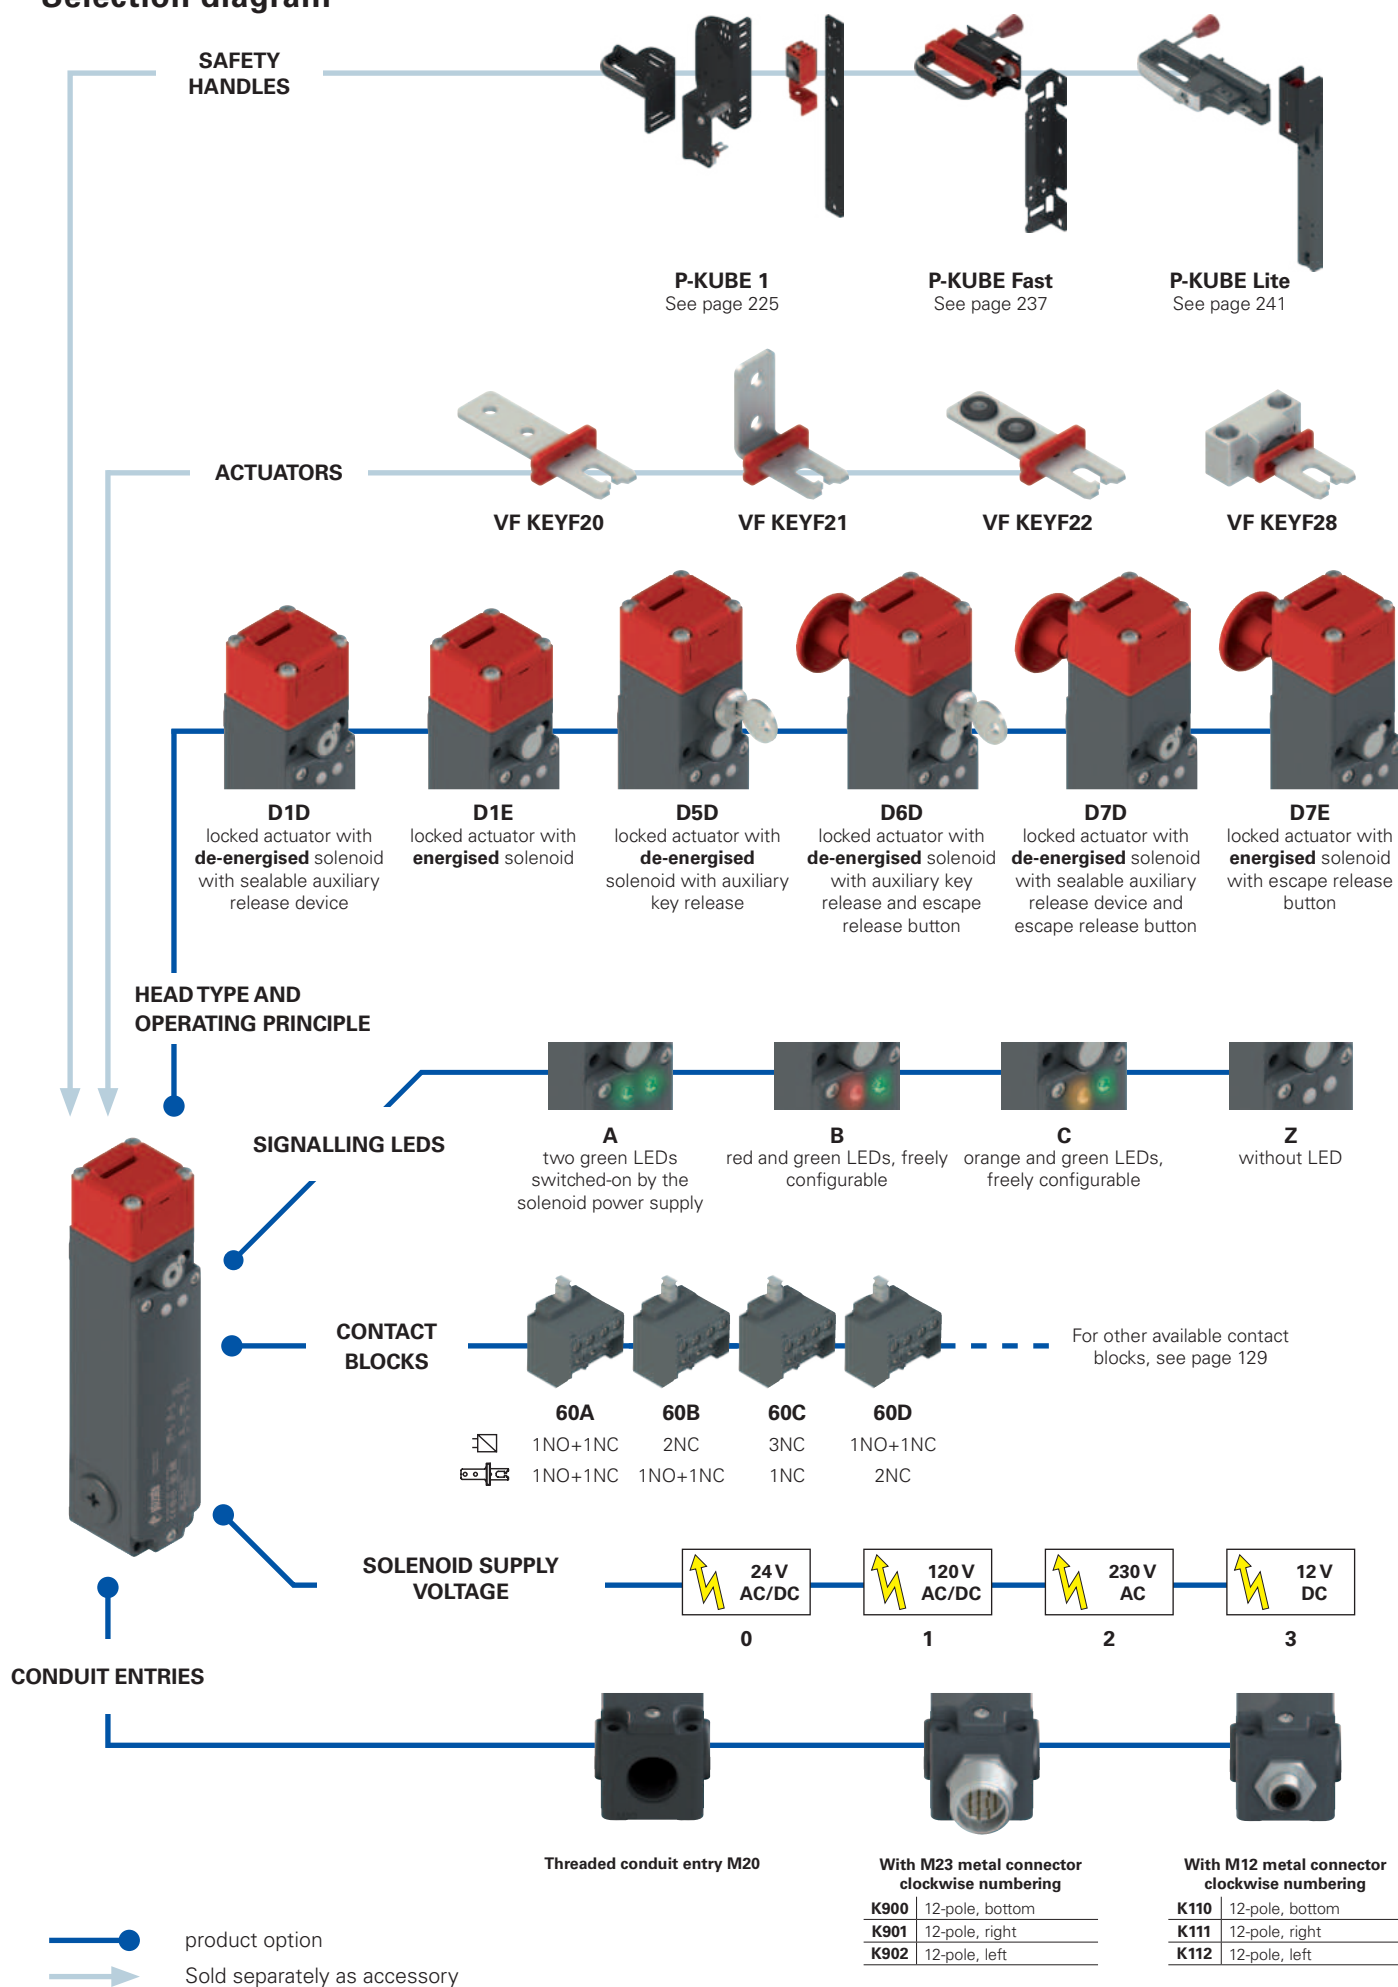 Selection diagram
SAFETY
HANDLES
P-KUBE 1
See page 225
P-KUBE Fast
See page 237
P-KUBE Lite
See page 241
ACTUATORS
VF KEYF20
VF KEYF21
VF KEYF22
VF KEYF28
D1D
locked actuator with
de-energised solenoid
with sealable auxiliary
release device
D1E
locked actuator with
energised solenoid
D5D
locked actuator with
de-energised
solenoid with auxiliary
key release
D6D
locked actuator with
de-energised solenoid
with auxiliary key
release and escape
release button
D7D
locked actuator with
de-energised solenoid
with sealable auxiliary
release device and
escape release button
D7E
locked actuator with
energised solenoid
with escape release
button
HEAD TYPE AND
OPERATING PRINCIPLE
SIGNALLING LEDS
A
two green LEDs
switched-on by the
solenoid power supply
B
red and green LEDs, freely
configurable
C
orange and green LEDs,
freely configurable
Z
without LED
CONTACT
BLOCKS
For other available contact
blocks, see page 129
60A 60B 60C 60D
1NO+1NC 2NC 3NC 1NO+1NC
1NO+1NC 1NO+1NC 1NC 2NC
SOLENOID SUPPLY
VOLTAGE
24 V
AC/DC
0
120 V
AC/DC
1
230 V
AC
2
12 V
DC
3
CONDUIT ENTRIES
Threaded conduit entry M20
With M23 metal connector
clockwise numbering
K900 12-pole, bottom
K901 12-pole, right
K902 12-pole, left
With M12 metal connector
clockwise numbering
K110 12-pole, bottom
K111 12-pole, right
K112 12-pole, left
product option
Sold separately as accessory